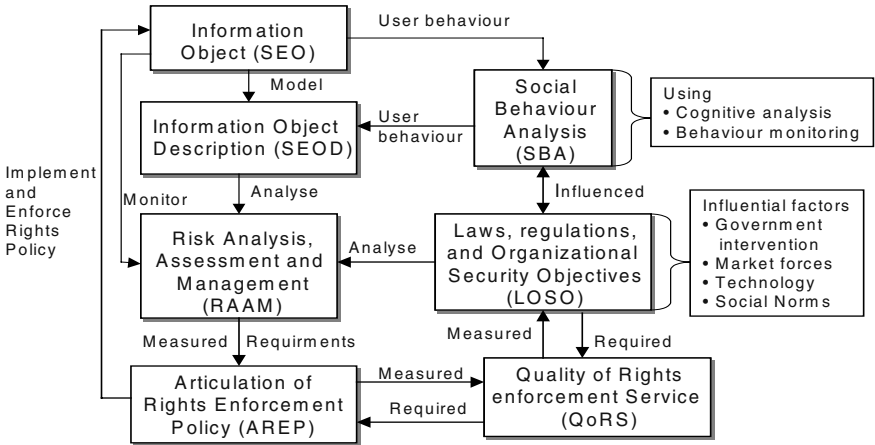 Information
Object (SEO)
User behaviour
Model
Social
Behaviour
Analysis
(SBA)
Using
• Cognitive analysis
• Behaviour monitoring
Information Object
Description (SEOD)
User
behaviour
Implement
and
Enforce
Rights
Policy
Monitor
Analyse
Influenced
Risk Analysis,
Assessment and
Management
(RAAM)
Analyse
Laws, regulations,
and Organizational
Security Objectives
(LOSO)
Influential factors
• Government
intervention
• Market forces
• Technology
• Social Norms
Measured
Requirments
Measured
Required
Articulation of
Rights Enforcement
Policy (AREP)
Measured
Required
Quality of Rights
enforcement Service
(QoRS)